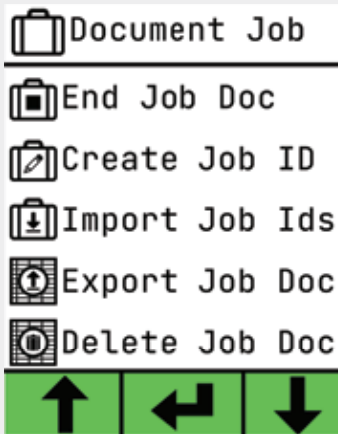 Document Job
End Job Doc
Create Job ID
Import Job Ids
Export Job Doc
Delete Job Doc